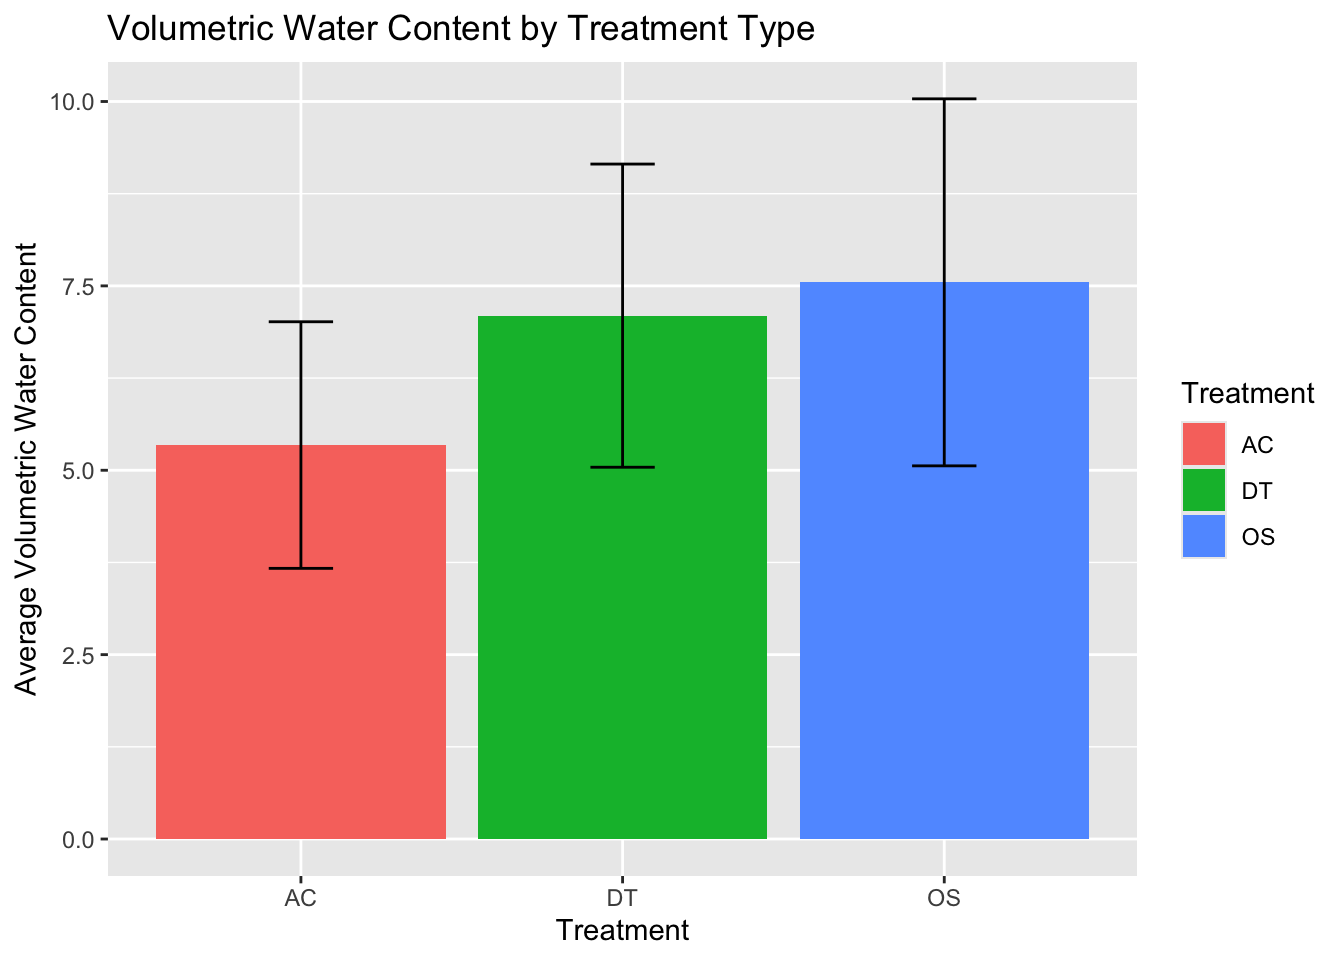 Volumetric Water Content by Treatment Type
Average Volumetric Water Content
10.0
7.5
5.0
2.5
0.0
AC
DT
OS
Treatment
Treatment
AC
DT
OS